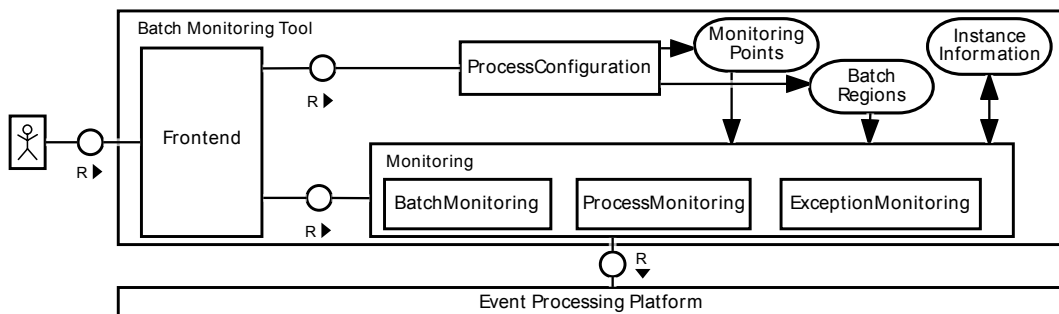 Batch Monitoring Tool
Monitoring
Points
Instance
Information
ProcessConfiguration
Batch
Regions
R
Frontend
R
Monitoring
BatchMonitoring
ProcessMonitoring
ExceptionMonitoring
R
R
Event Processing Platform